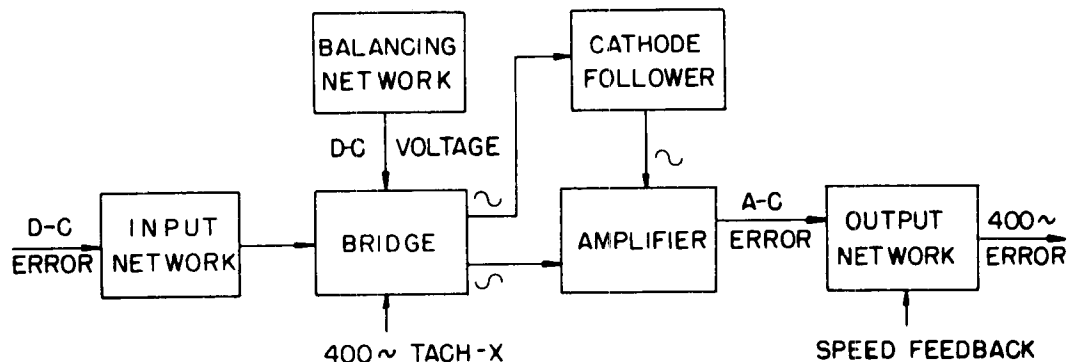 BALANCING
NETWORK
CATHODE
FOLLOWER
D-C VOLTAGE
∼
∼
D-C
ERROR
INPUT
NETWORK
BRIDGE
∼
AMPLIFIER
A-C
ERROR
OUTPUT
NETWORK
400∼
ERROR
400∼ TACH-X
SPEED FEEDBACK